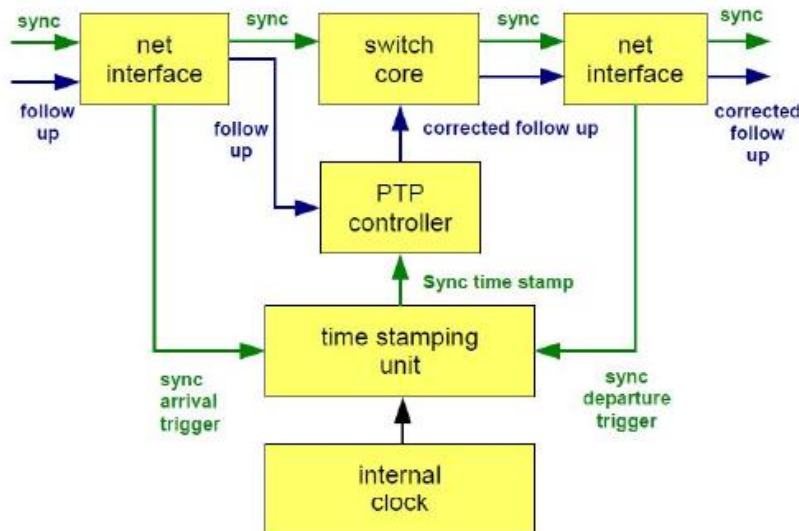 sync
net
interface
sync
switch
core
sync
net
interface
sync
follow
up
follow
up
corrected follow up
corrected
follow
up
PTP
controller
Sync time stamp
time stamping
unit
sync
arrival
trigger
sync
departure
trigger
internal
clock